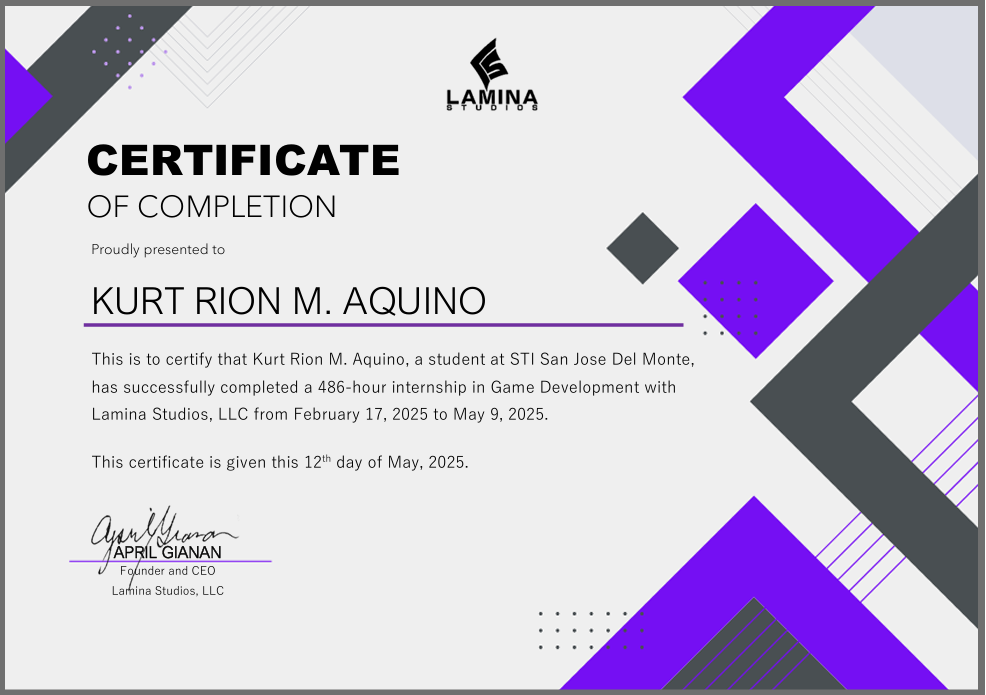 LAMINA
STUDIOS
CERTIFICATE
OF COMPLETION
Proudly presented to
KURT RION M. AQUINO
This is to certify that Kurt Rion M. Aquino, a student at STI San Jose Del Monte,
has successfully completed a 486-hour internship in Game Development with
Lamina Studios, LLC from February 17, 2025 to May 9, 2025.
This certificate is given this 12th day of May, 2025.
April Gianan
APRIL GIANAN
Founder and CEO
Lamina Studios, LLC